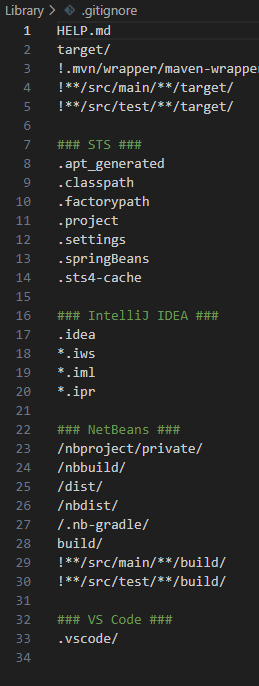 Library > .gitignore
1 HELP.md
2 target/
3 !.mvn/wrapper/maven-wrapper
4 !**/src/main/**/target/
5 !**/src/test/**/target/
6
7 ### STS ###
8 .apt_generated
9 .classpath
10 .factorypath
11 .project
12 .settings
13 .springBeans
14 .sts4-cache
15
16 ### IntelliJ IDEA ###
17 .idea
18 *.iws
19 *.iml
20 *.ipr
21
22 ### NetBeans ###
23 /nbproject/private/
24 /nbbuild/
25 /dist/
26 /nbdist/
27 /.nb-gradle/
28 build/
29 !**/src/main/**/build/
30 !**/src/test/**/build/
31
32 ### VS Code ###
33 .vscode/
34